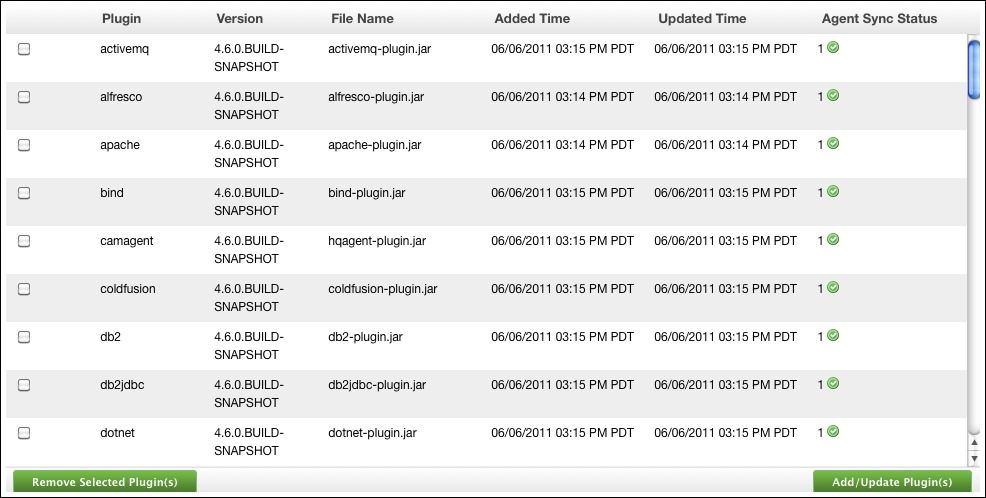 Plugin Version File Name Added Time Updated Time Agent Sync Status
activemq 4.6.0.BUILD- activemq-plugin.jar 06/06/2011 03:15 PM PDT 06/06/2011 03:15 PM PDT 1
SNAPSHOT
alfresco 4.6.0.BUILD- alfresco-plugin.jar 06/06/2011 03:14 PM PDT 06/06/2011 03:14 PM PDT 1
SNAPSHOT
apache 4.6.0.BUILD- apache-plugin.jar 06/06/2011 03:14 PM PDT 06/06/2011 03:14 PM PDT 1
SNAPSHOT
bind 4.6.0.BUILD- bind-plugin.jar 06/06/2011 03:15 PM PDT 06/06/2011 03:15 PM PDT 1
SNAPSHOT
camagent 4.6.0.BUILD- hqagent-plugin.jar 06/06/2011 03:15 PM PDT 06/06/2011 03:15 PM PDT 1
SNAPSHOT
coldfusion 4.6.0.BUILD- coldfusion-plugin.jar 06/06/2011 03:15 PM PDT 06/06/2011 03:15 PM PDT 1
SNAPSHOT
db2 4.6.0.BUILD- db2-plugin.jar 06/06/2011 03:15 PM PDT 06/06/2011 03:15 PM PDT 1
SNAPSHOT
db2jdbc 4.6.0.BUILD- db2jdbc-plugin.jar 06/06/2011 03:15 PM PDT 06/06/2011 03:15 PM PDT 1
SNAPSHOT
dotnet 4.6.0.BUILD- dotnet-plugin.jar 06/06/2011 03:15 PM PDT 06/06/2011 03:15 PM PDT 1
SNAPSHOT
Remove Selected Plugin(s) Add/Update Plugin(s)